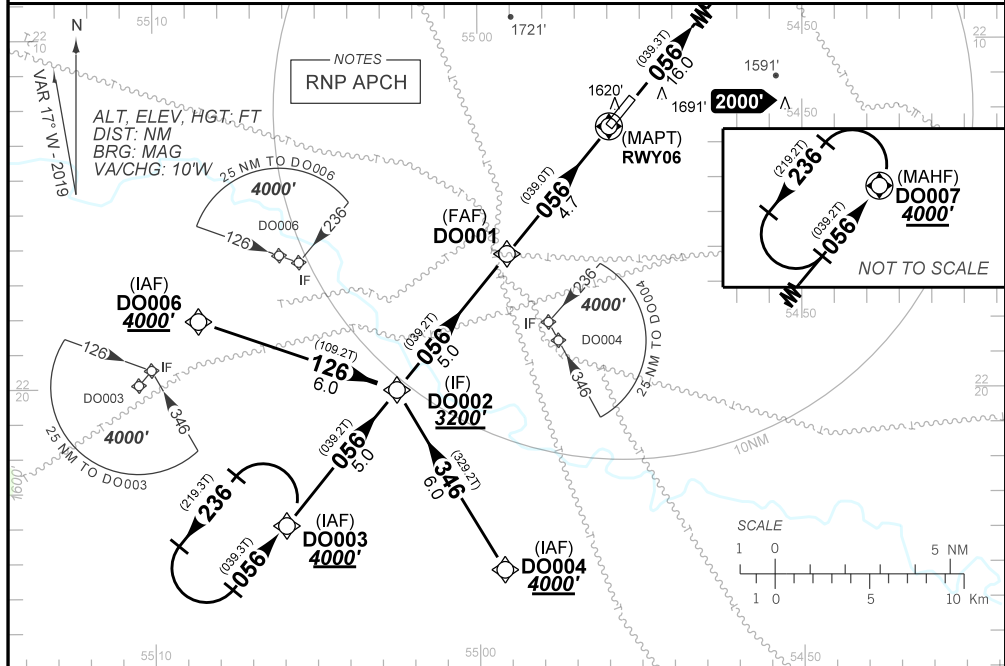 55 10
55 00
54 50
22
10
22
10
N
VAR 17° W - 2019
NOTES
RNP APCH
ALT, ELEV, HGT: FT
DIST: NM
BRG: MAG
VA/CHG: 10'W
1721'
(039.3T)
056
16.0
1591'
1620'
1691'
2000'
54 50
(MAPT)
RWY06
25 NM TO DO006
4000'
DO006
126
236
IF
(039.0T)
056
4.7
(FAF)
DO001
(219.2T)
236
(MAHF)
DO007
4000'
(039.2T)
056
NOT TO SCALE
54 50
(IAF)
DO006
4000'
(109.2T)
126
6.0
(039.2T)
056
5.0
236
4000'
IF
DO004
346
25 NM TO DO004
126
IF
DO003
346
4000'
25 NM TO DO003
(IF)
DO002
3200'
22
20
22
20
(039.2T)
056
5.0
(329.2T)
346
6.0
10NM
1600'
(219.3T)
236
(039.3T)
056
(IAF)
DO003
4000'
(IAF)
DO004
4000'
SCALE
1 0 5 NM
1 0 5 10 Km
55 10
55 00
54 50